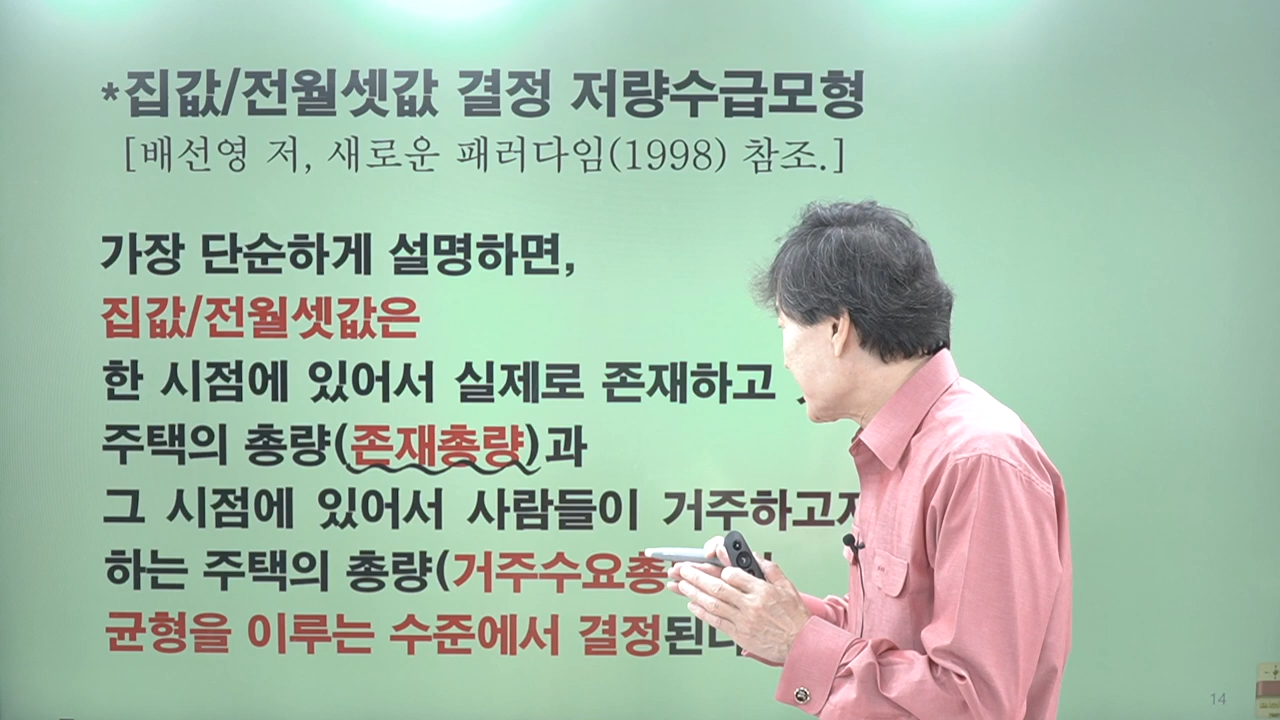 *집값/전월셋값 결정 저량수급모형
[배선영 저, 새로운 패러다임(1998) 참조.]
가장 단순하게 설명하면,
집값/전월셋값은
한 시점에 있어서 실제로 존재하고
주택의 총량(존재총량)과
그 시점에 있어서 사람들이 거주하고자
하는 주택의 총량(거주수요총
균형을 이루는 수준에서 결정된다
14